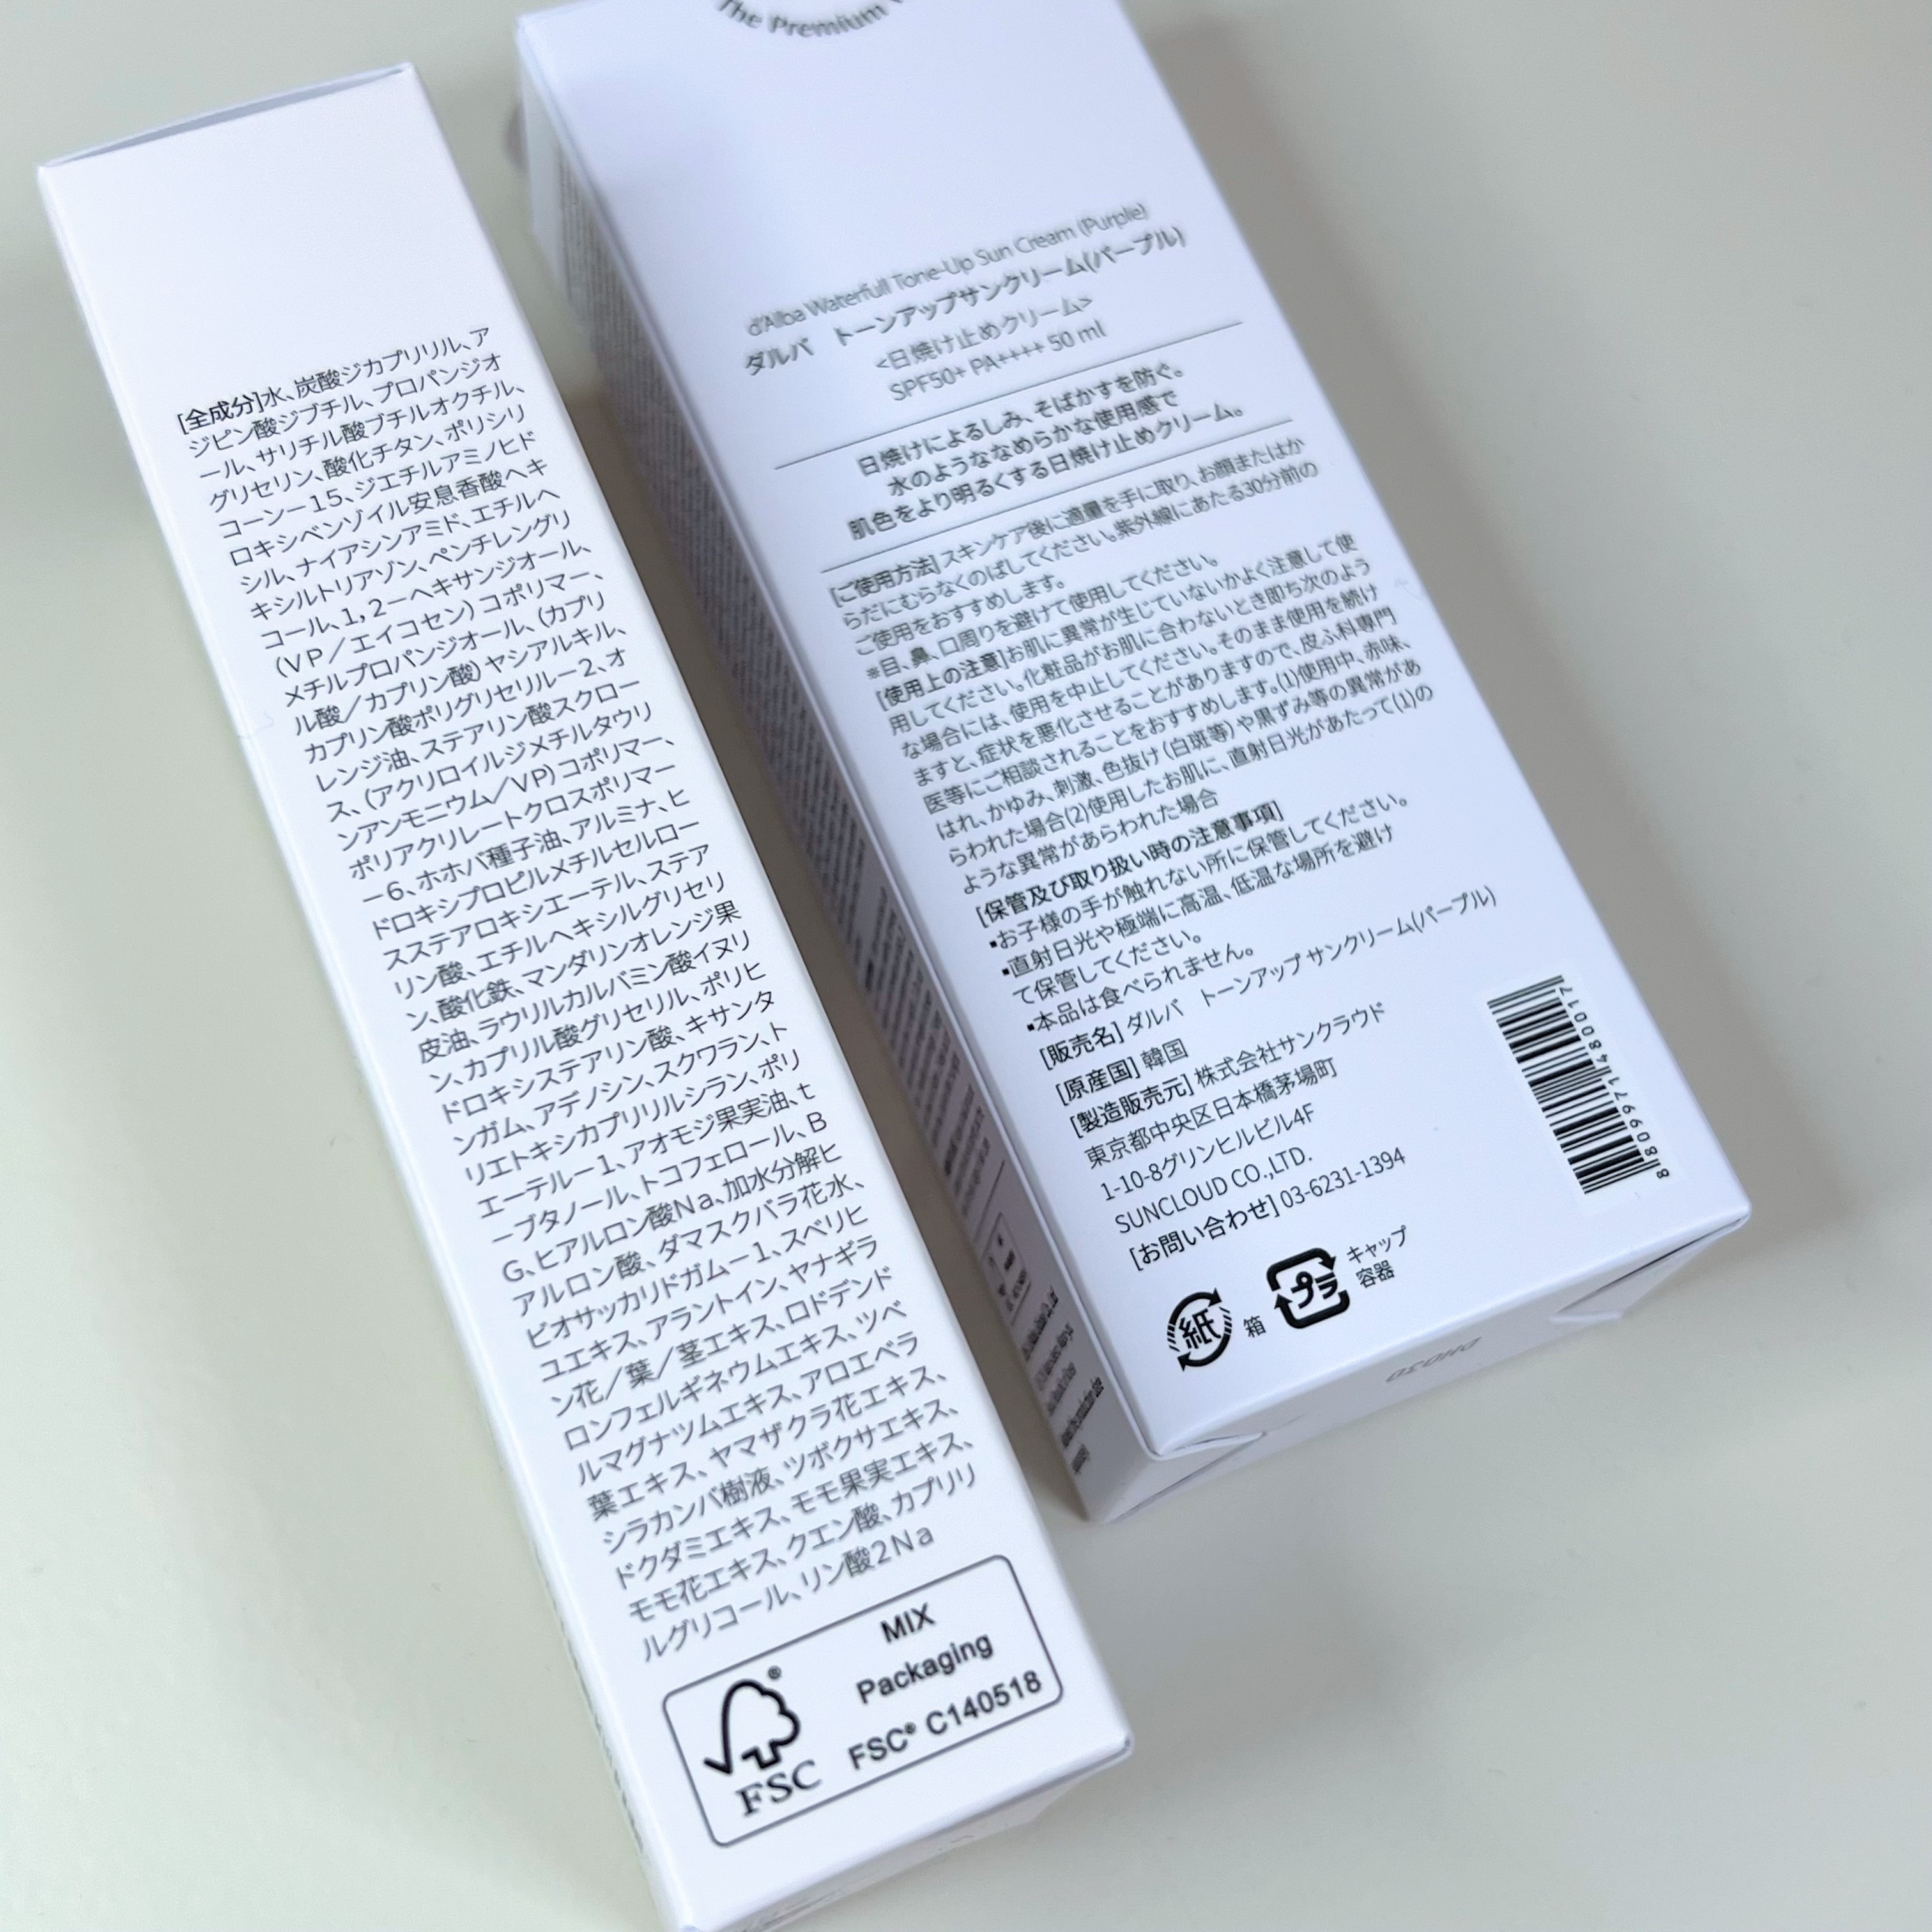 [全成分]水、炭酸ジカプリリル、ア
ジピン酸ジブチル、プロパンジオ
ール、サリチル酸ブチルオクチル、
グリセリン、酸化チタン、ポリシリ
コーンー15、ジエチルアミノヒド
ロキシベンゾイル安息香酸ヘキ
シル、ナイアシンアミド、エチルヘ
キシルトリアゾン、ペンチレングリ
コール、1,2ーヘキサンジオール、
(VP／エイコセン)コポリマー、
メチルプロパンジオール、(カプリ
ル酸／カプリン酸)ヤシアルキル、
カプリン酸ポリグリセリルー2、オ
レンジ油、ステアリン酸スクロー
ス、(アクリロイルジメチルタウリ
ンアンモニウム／VP)コポリマー、
ポリアクリレートクロスポリマー
ー6、ホホバ種子油、アルミナ、ヒ
ドロキシプロピルメチルセルロー
スステアロキシエーテル、ステア
リン酸、エチルヘキシルグリセリ
ン、酸化鉄、マンダリンオレンジ果
皮油、ラウリルカルバミン酸イヌリ
ン、カプリル酸グリセリル、ポリヒ
ドロキシステアリン酸、キサンタ
ンガム、アデノシン、スクワラン、ト
リエトキシカプリリルシラン、ポリ
エーテルー1、アオモジ果実油、t
ーブタノール、トコフェロール、B
G、ヒアルロン酸Na、加水分解ヒ
アルロン酸、ダマスクバラ花水、
ビオサッカリドガムー1、スベリヒ
ユエキス、アラントイン、ヤナギラ
ン花／葉／茎エキス、ロドデンド
ロンフェルギネウムエキス、ツベ
ルマグナツムエキス、アロエベラ
葉エキス、ヤマザクラ花エキス、
シラカンバ樹液、ツボクサエキス、
ドクダミエキス、モモ果実エキス、
モモ花エキス、クエン酸、カプリリ
ルグリコール、リン酸2Na
MIX
Packaging
FSC® C140518
FSC
The Premium
d'Alba Waterfull Tone-Up Sun Cream (Purple)
ダルバ　トーンアップサンクリーム(パープル)
<日焼け止めクリーム>
SPF50+ PA++++ 50 ml
日焼けによるしみ、そばかすを防ぐ。
水のようななめらかな使用感で
肌色をより明るくする日焼け止めクリーム。
[ご使用方法]スキンケア後に適量を手に取り、お顔またはか
らだにむらなくのばしてください。紫外線にあたる30分前の
ご使用をおすすめします。
※目、鼻、口周りを避けて使用してください。
[使用上の注意]お肌に異常が生じていないかよく注意して使
用してください。化粧品がお肌に合わないとき即ち次のよう
な場合には、使用を中止してください。そのまま使用を続け
ますと、症状を悪化させることがありますので、皮ふ科専門
医等にご相談されることをおすすめします。(1)使用中、赤味、
はれ、かゆみ、刺激、色抜け(白斑等)や黒ずみ等の異常があ
らわれた場合(2)使用したお肌に、直射日光があたって(1)の
ような異常があらわれた場合
[保管及び取り扱い時の注意事項]
▪お子様の手が触れない所に保管してください。
▪直射日光や極端に高温、低温な場所を避け
て保管してください。
▪本品は食べられません。
[販売名]ダルバ　トーンアップ サンクリーム(パープル)
[原産国]韓国
[製造販売元]株式会社サンクラウド
東京都中央区日本橋茅場町
1-10-8グリンヒルビル4F
SUNCLOUD CO.,LTD.
[お問い合わせ]03-6231-1394
8 809971 480017
紙
箱
プラ
キャップ
容器